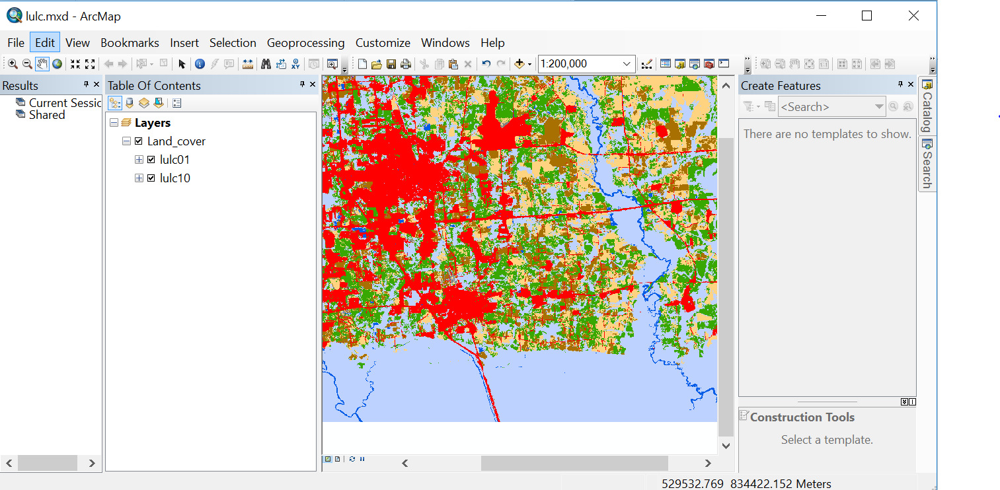 lulc.mxd - ArcMap
File Edit View Bookmarks Insert Selection Geoprocessing Customize Windows Help
1:200,000
Results
Current Sessic
Shared
Table Of Contents
Layers
Land_cover
lulc01
lulc10
Create Features
<Search>
There are no templates to show.
Construction Tools
Select a template.
Catalog
Search
529532.769 834422.152 Meters